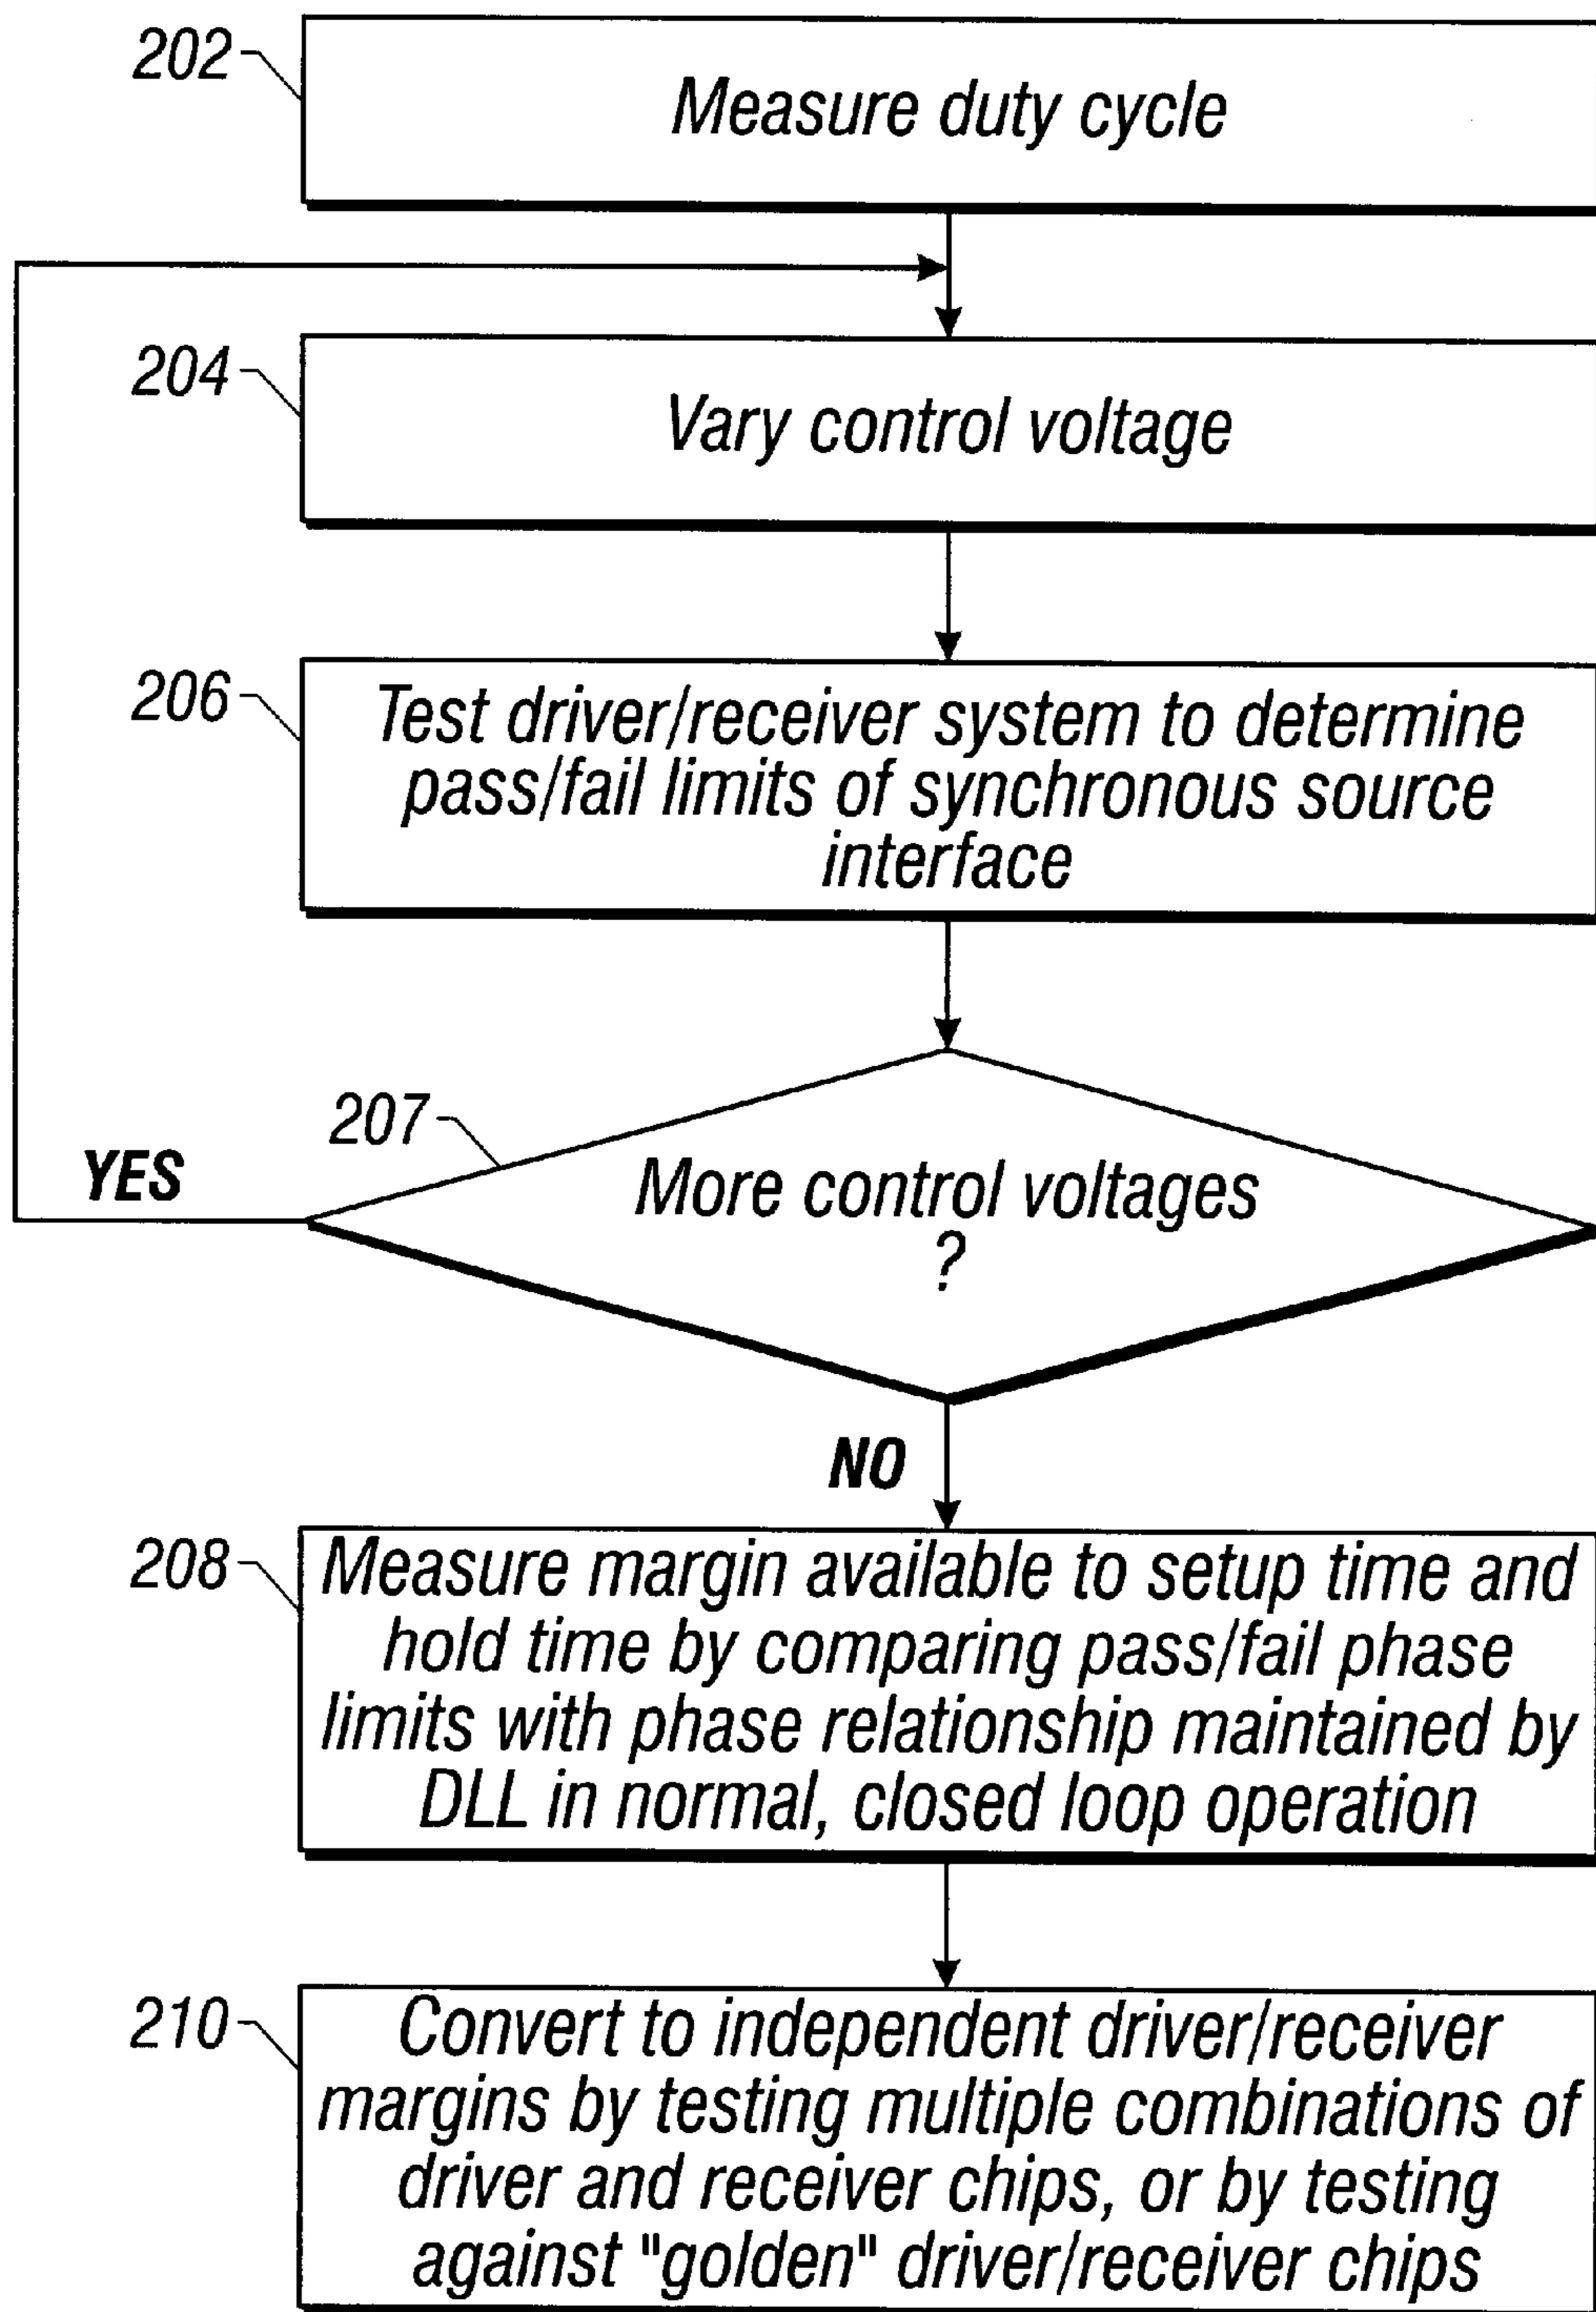 202
Measure duty cycle
204
Vary control voltage
206
Test driver/receiver system to determine
pass/fail limits of synchronous source
interface
207
YES
More control voltages
?
NO
208
Measure margin available to setup time and
hold time by comparing pass/fail phase
limits with phase relationship maintained by
DLL in normal, closed loop operation
210
Convert to independent driver/receiver
margins by testing multiple combinations of
driver and receiver chips, or by testing
against "golden" driver/receiver chips